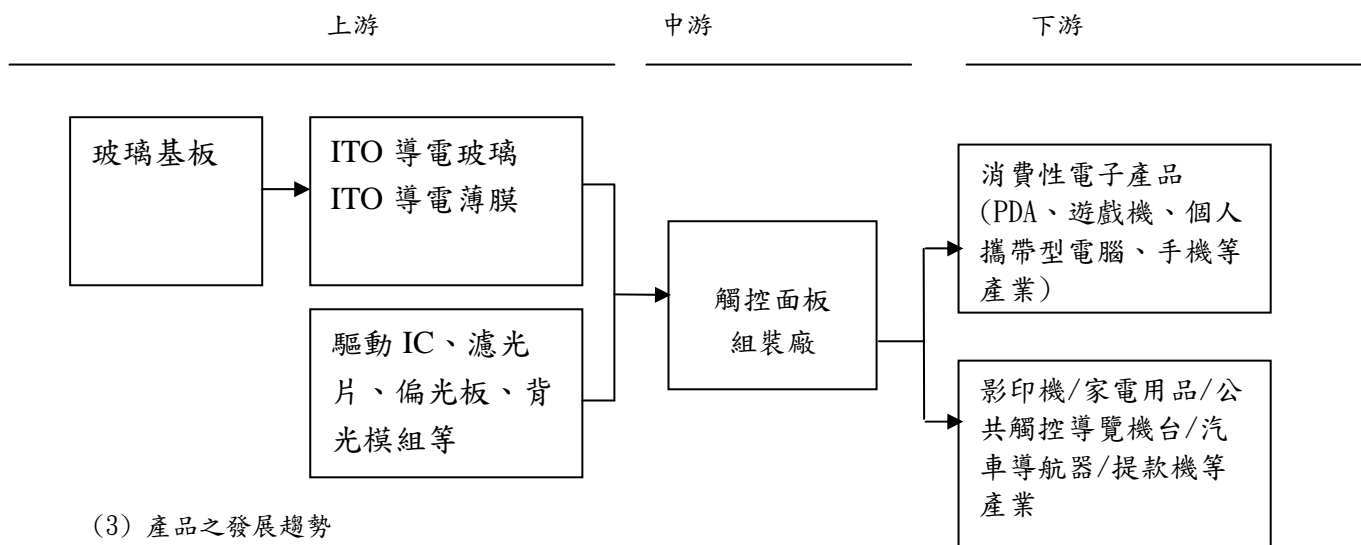 上游
中游
下游
玻璃基板
ITO 導電玻璃
ITO 導電薄膜
驅動 IC、濾光
片、偏光板、背
光模組等
觸控面板
組裝廠
消費性電子產品
(PDA、遊戲機、個人
攜帶型電腦、手機等
產業)
影印機/家電用品/公
共觸控導覽機台/汽
車導航器/提款機等
產業
(3) 產品之發展趨勢